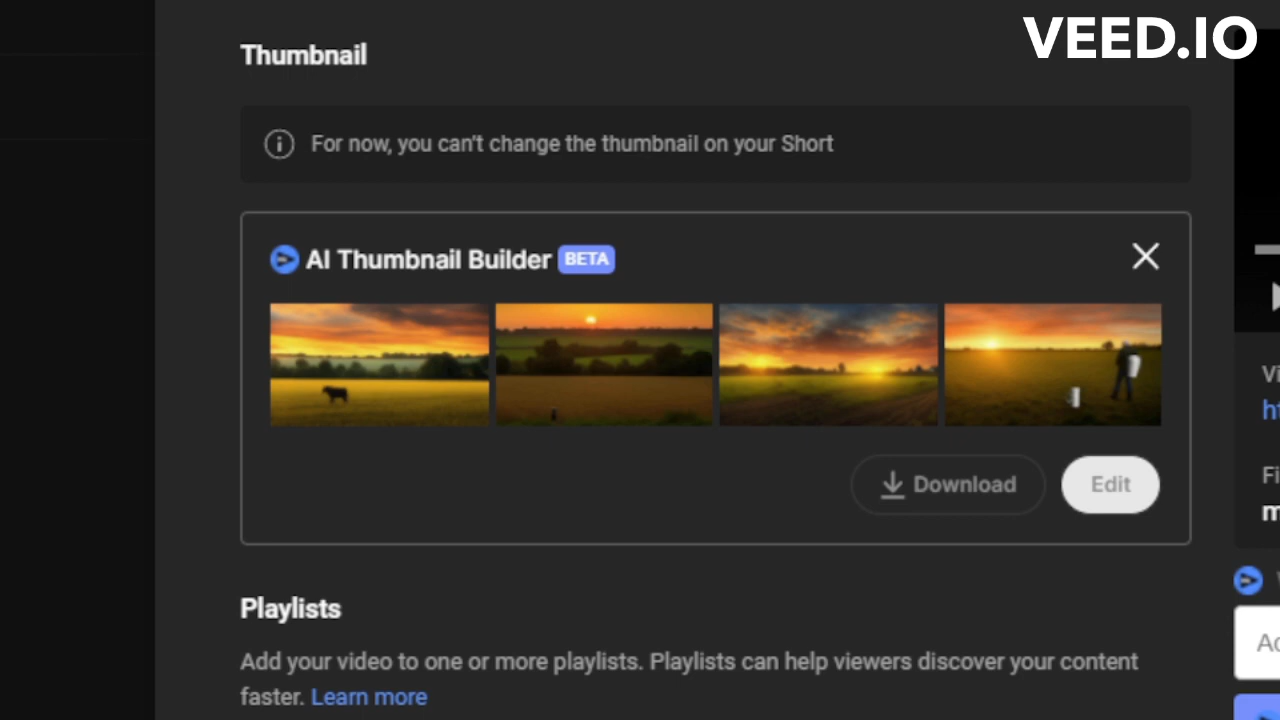 VEED.IO
Thumbnail
For now, you can't change the thumbnail on your Short
AI Thumbnail Builder BETA
Download
Edit
Playlists
Add your video to one or more playlists. Playlists can help viewers discover your content
faster. Learn more